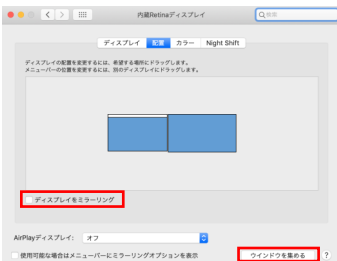 内蔵Retinaディスプレイ
検索
ディスプレイ 配置 カラー Night Shift
ディスプレイの配置を変更するには、希望する場所にドラッグします。
メニューバーの位置を変更するには、別のディスプレイにドラッグします。
ディスプレイをミラーリング
AirPlayディスプレイ: オフ
使用可能な場合はメニューバーにミラーリングオプションを表示
ウインドウを集める ?